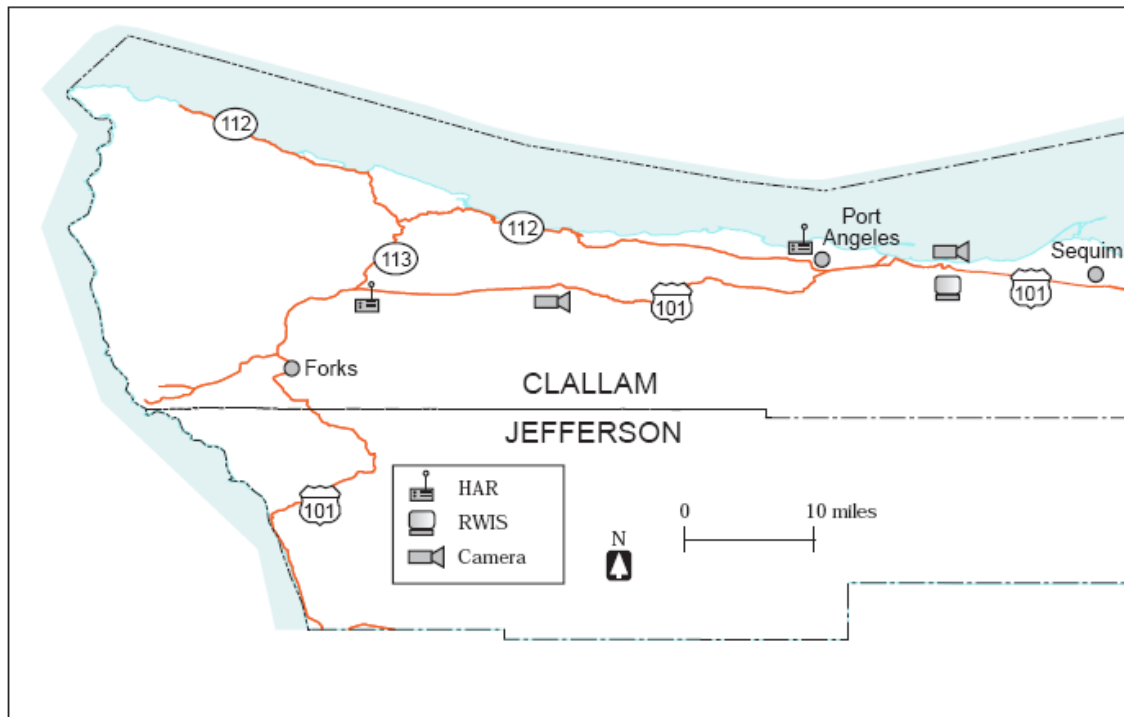 112
112
113
Port
Angeles
Sequim
101
101
Forks
CLALLAM
JEFFERSON
101
HAR
RWIS
Camera
N
0
10 miles